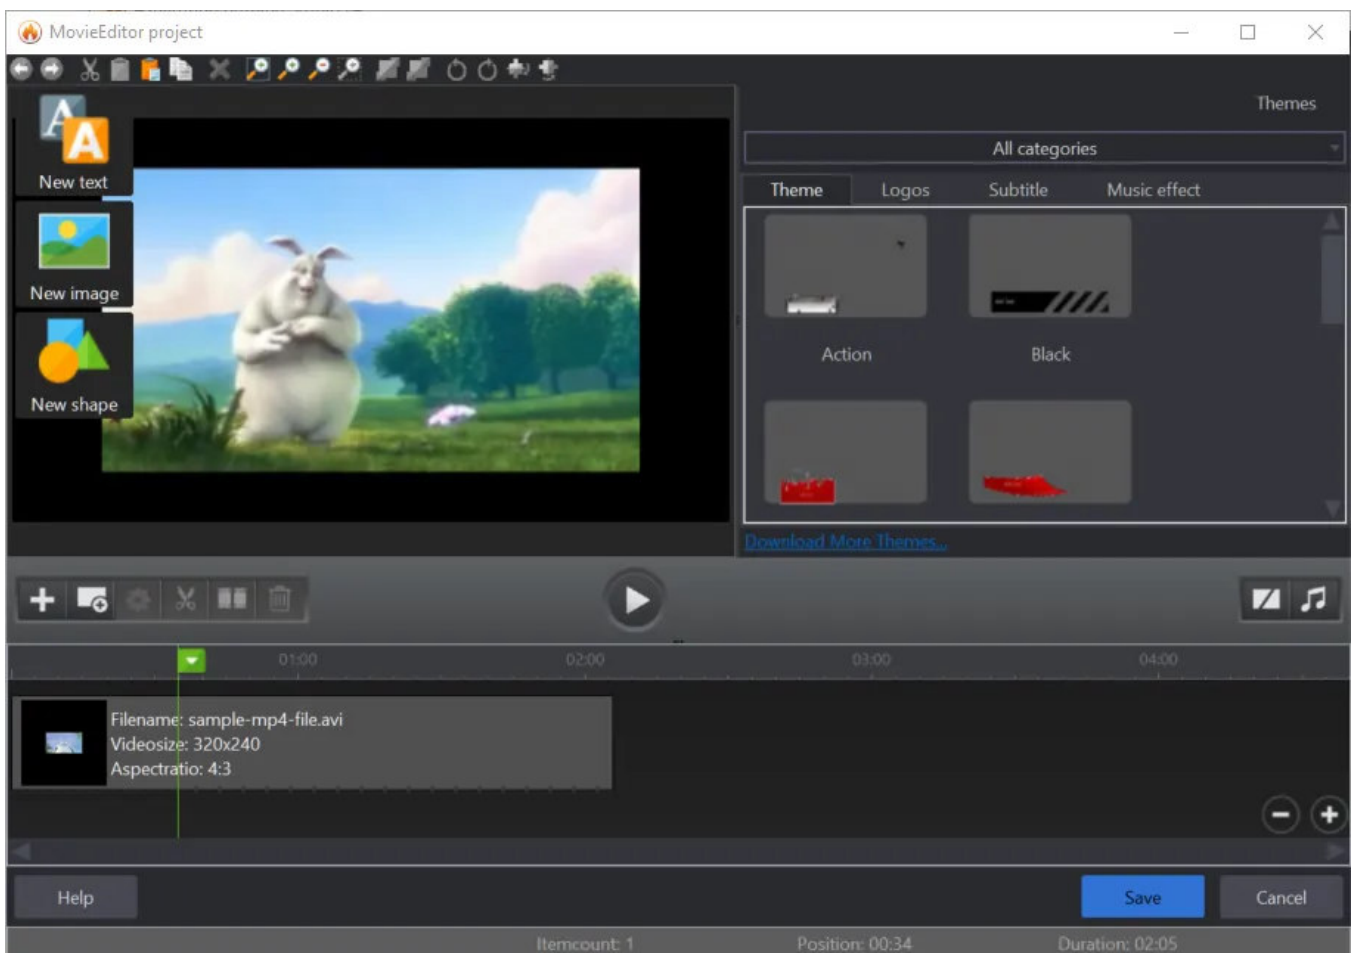 MovieEditor project
Themes
All categories
New text
Theme Logos Subtitle Music effect
New image
Action Black
New shape
Download More Themes...
01:00 02:00 03:00 04:00
Filename: sample-mp4-file.avi
Videosize: 320x240
Aspectratio: 4:3
Help Save Cancel
Itemcount: 1 Position: 00:34 Duration: 02:05